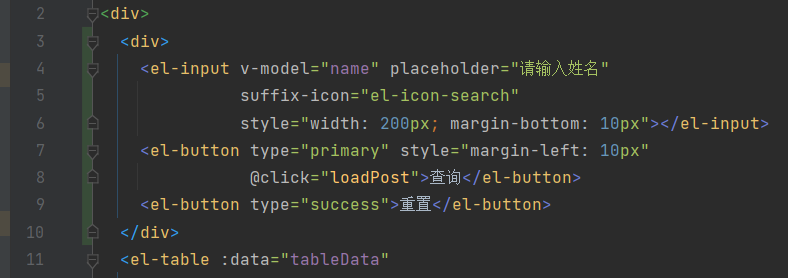 2 <div>
3 <div>
4 <el-input v-model="name" placeholder="请输入姓名"
5 suffix-icon="el-icon-search"
6 style="width: 200px; margin-bottom: 10px"></el-input>
7 <el-button type="primary" style="margin-left: 10px"
8 @click="loadPost">查询</el-button>
9 <el-button type="success">重置</el-button>
10 </div>
11 <el-table :data="tableData"